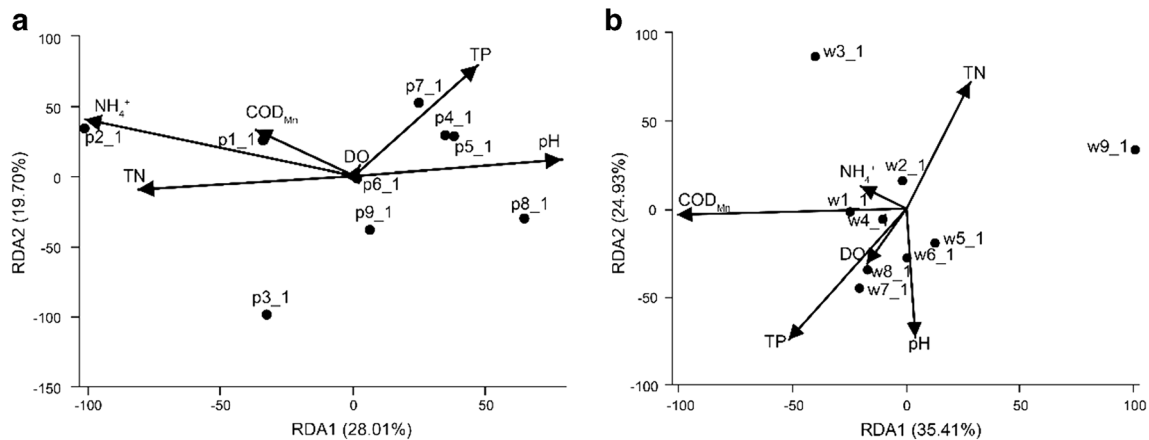 a
100
50
0
-50
-100
-150
RDA2 (19.70%)
TP
p7_1
NH₄⁺
COD_Mn
p4_1
p2_1
p1_1
p5_1
pH
DO
TN
p6_1
p8_1
p9_1
p3_1
-100
-50
0
50
RDA1 (28.01%)
b
100
50
0
-50
-100
RDA2 (24.93%)
w3_1
TN
w9_1
NH₄⁺
w2_1
COD_Mn
w1_1
w4_
w5_1
DO
w6_1
w8_1
w7_1
TP
pH
-100
-50
0
50
100
RDA1 (35.41%)